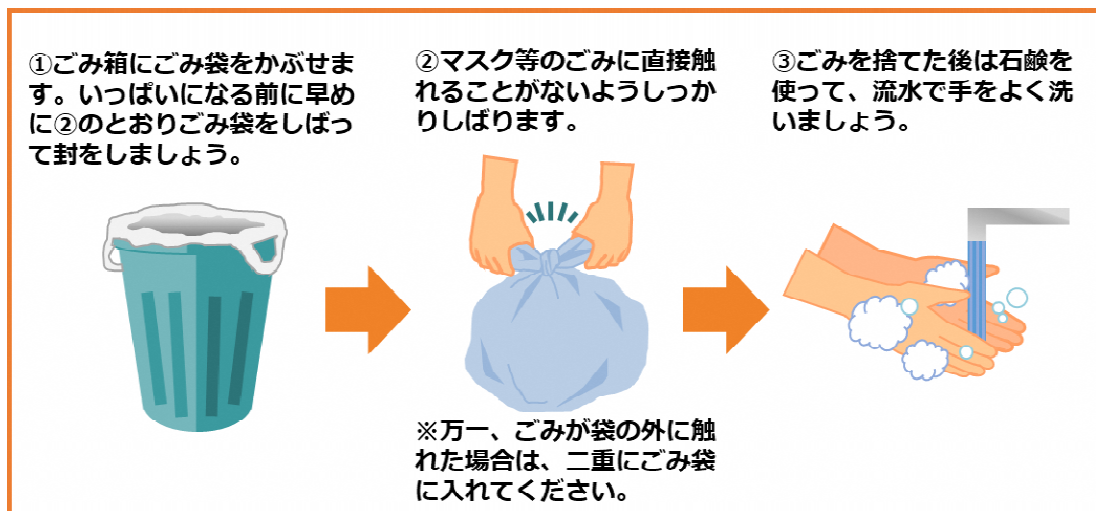 ①ごみ箱にごみ袋をかぶせま
す。いっぱいになる前に早め
に②のとおりごみ袋をしばっ
て封をしましょう。
②マスク等のごみに直接触
れることがないようしっか
りしばります。
※万一、ごみが袋の外に触
れた場合は、二重にごみ袋
に入れてください。
③ごみを捨てた後は石鹸を
使って、流水で手をよく洗
いましょう。